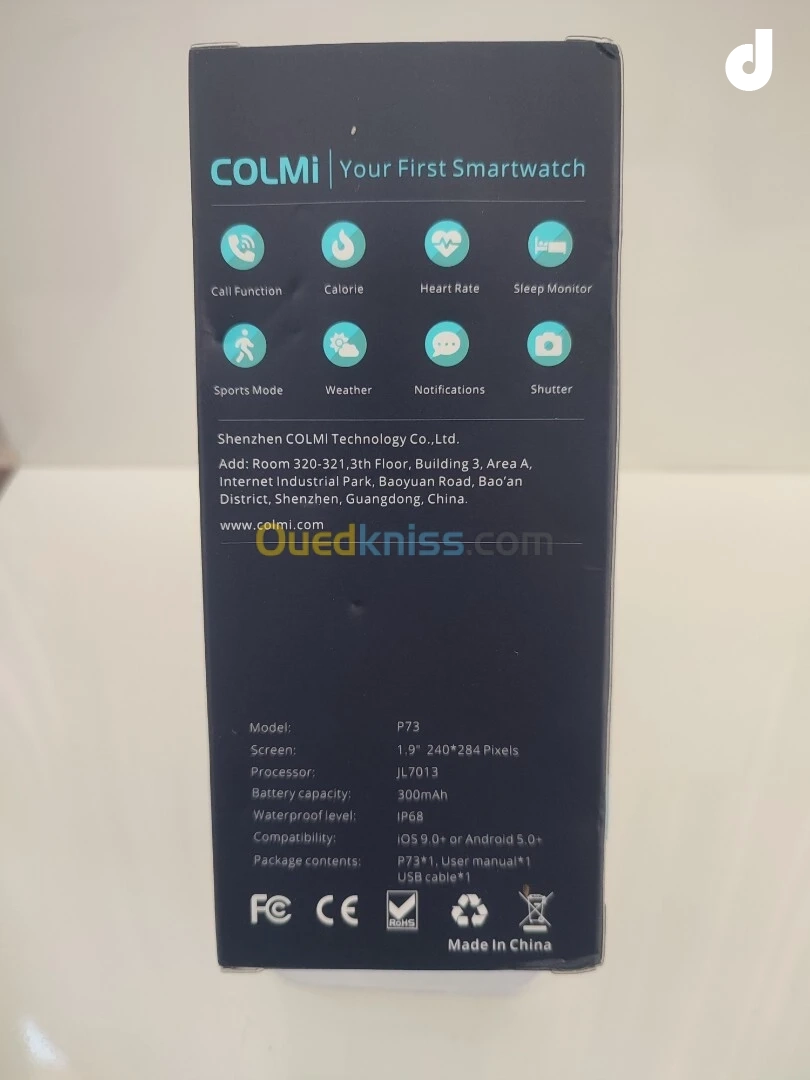 COLMi | Your First Smartwatch
Call Function Calorie Heart Rate Sleep Monitor
Sports Mode Weather Notifications Shutter
Shenzhen COLMI Technology Co.,Ltd.
Add: Room 320-321,3th Floor, Building 3, Area A,
Internet Industrial Park, Baoyuan Road, Bao'an
District, Shenzhen, Guangdong, China.
www.colmi.com
Ouedkniss.com
Model: P73
Screen: 1.9" 240*284 Pixels
Processor: JL7013
Battery capacity: 300mAh
Waterproof level: IP68
Compatibility: iOS 9.0+ or Android 5.0+
Package contents: P73*1, User manual*1
USB cable*1
FC CE RoHS
Made In China